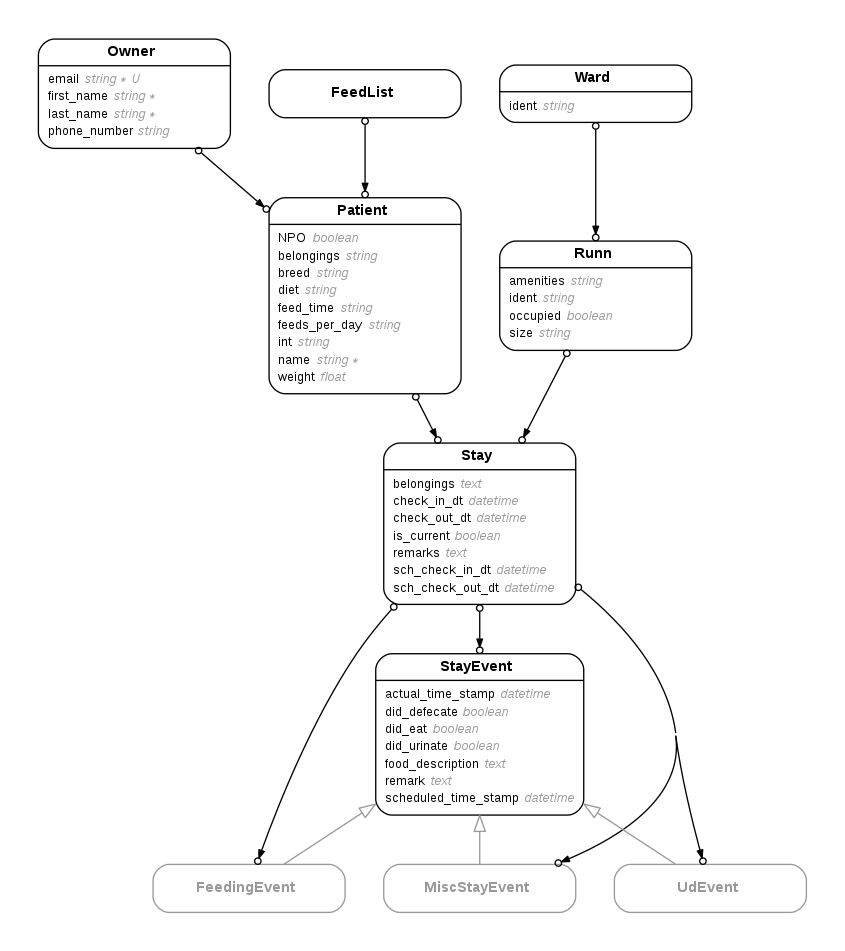 Owner
email string ∗ U
first_name string ∗
last_name string ∗
phone_number string
FeedList
Ward
ident string
Patient
NPO boolean
belongings string
breed string
diet string
feed_time string
feeds_per_day string
int string
name string ∗
weight float
Runn
amenities string
ident string
occupied boolean
size string
Stay
belongings text
check_in_dt datetime
check_out_dt datetime
is_current boolean
remarks text
sch_check_in_dt datetime
sch_check_out_dt datetime
StayEvent
actual_time_stamp datetime
did_defecate boolean
did_eat boolean
did_urinate boolean
food_description text
remark text
scheduled_time_stamp datetime
FeedingEvent
MiscStayEvent
UdEvent